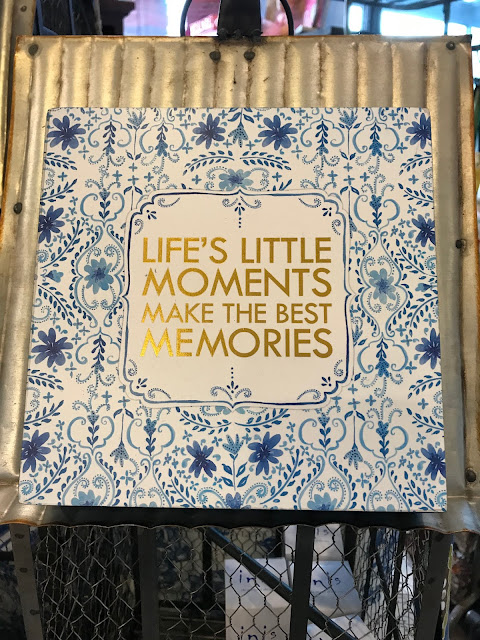 LIFE'S LITTLE
MOMENTS
MAKE THE BEST
MEMORIES